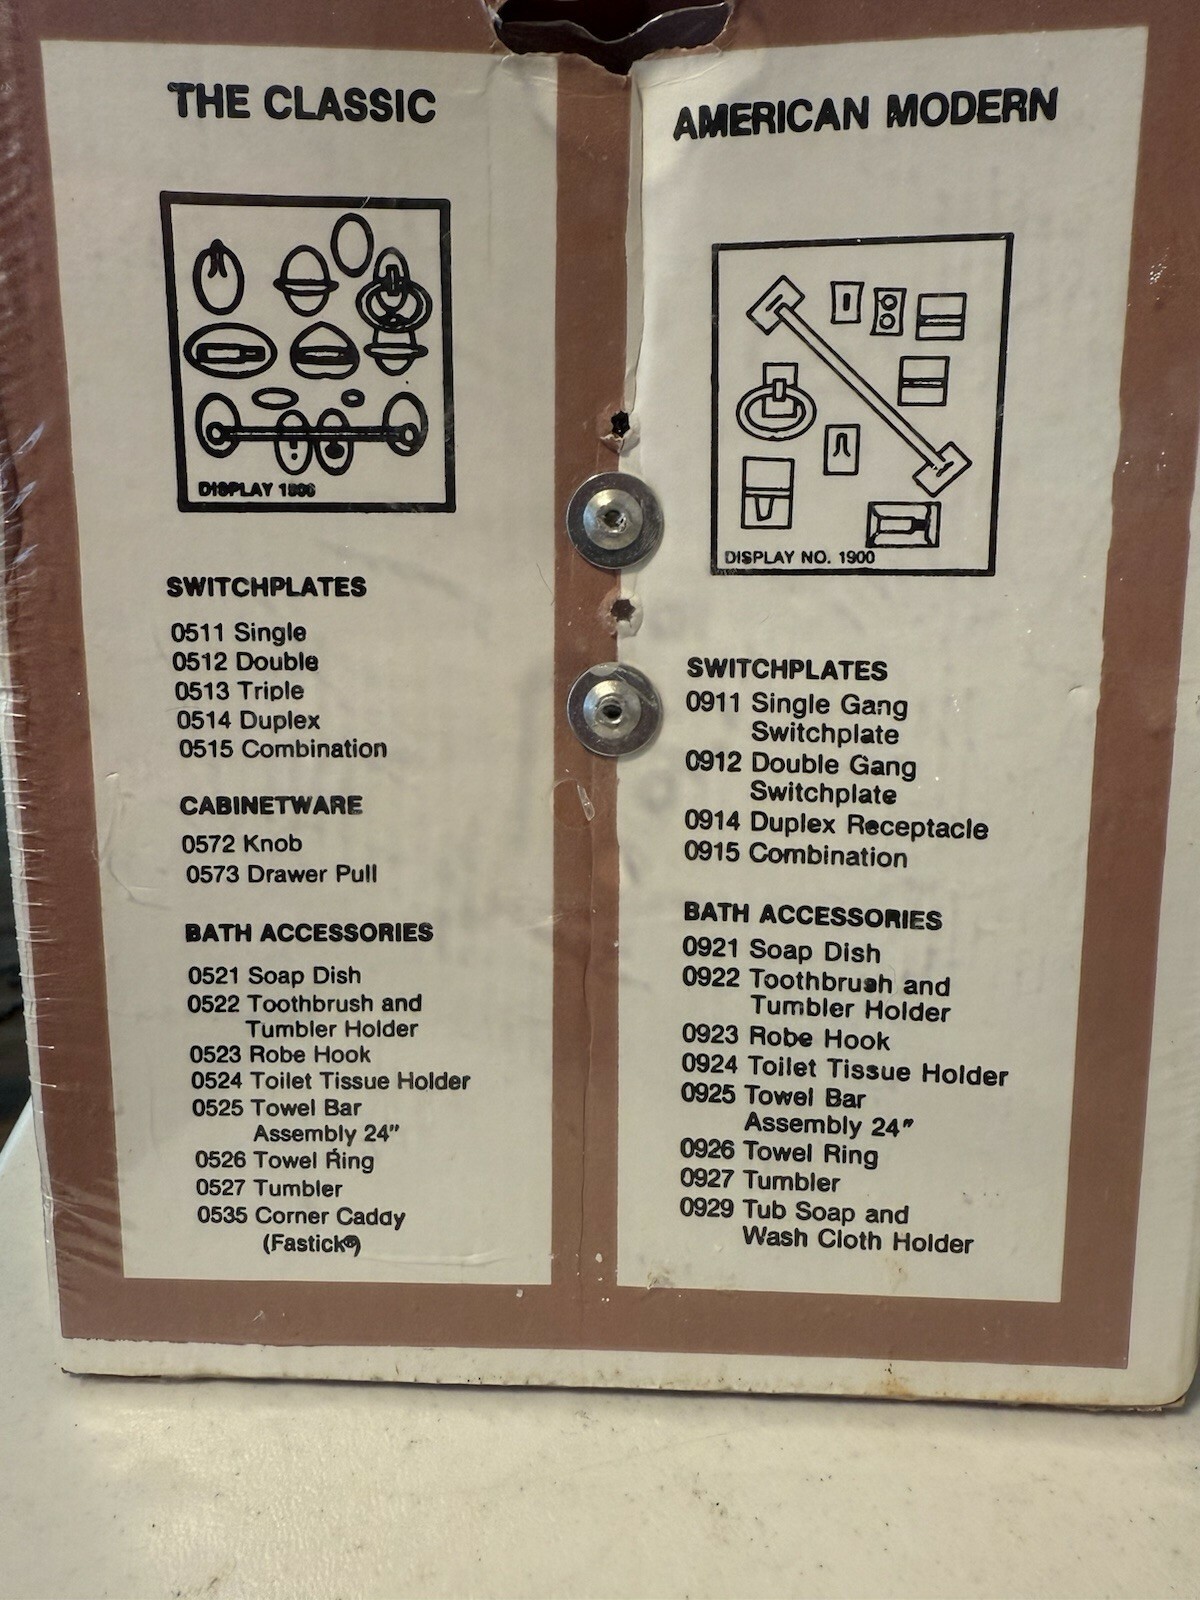 THE CLASSIC
DISPLAY
SWITCHPLATES
0511 Single
0512 Double
0513 Triple
0514 Duplex
0515 Combination
CABINETWARE
0572 Knob
0573 Drawer Pull
BATH ACCESSORIES
0521 Soap Dish
0522 Toothbrush and
Tumbler Holder
0523 Robe Hook
0524 Toilet Tissue Holder
0525 Towel Bar
Assembly 24″
0526 Towel Ring
0527 Tumbler
0535 Corner Caddy
(Fastick®)
AMERICAN MODERN
DISPLAY NO. 1900
SWITCHPLATES
0911 Single Gang
Switchplate
0912 Double Gang
Switchplate
0914 Duplex Receptacle
0915 Combination
BATH ACCESSORIES
0921 Soap Dish
0922 Toothbrush and
Tumbler Holder
0923 Robe Hook
0924 Toilet Tissue Holder
0925 Towel Bar
Assembly 24″
0926 Towel Ring
0927 Tumbler
0929 Tub Soap and
Wash Cloth Holder